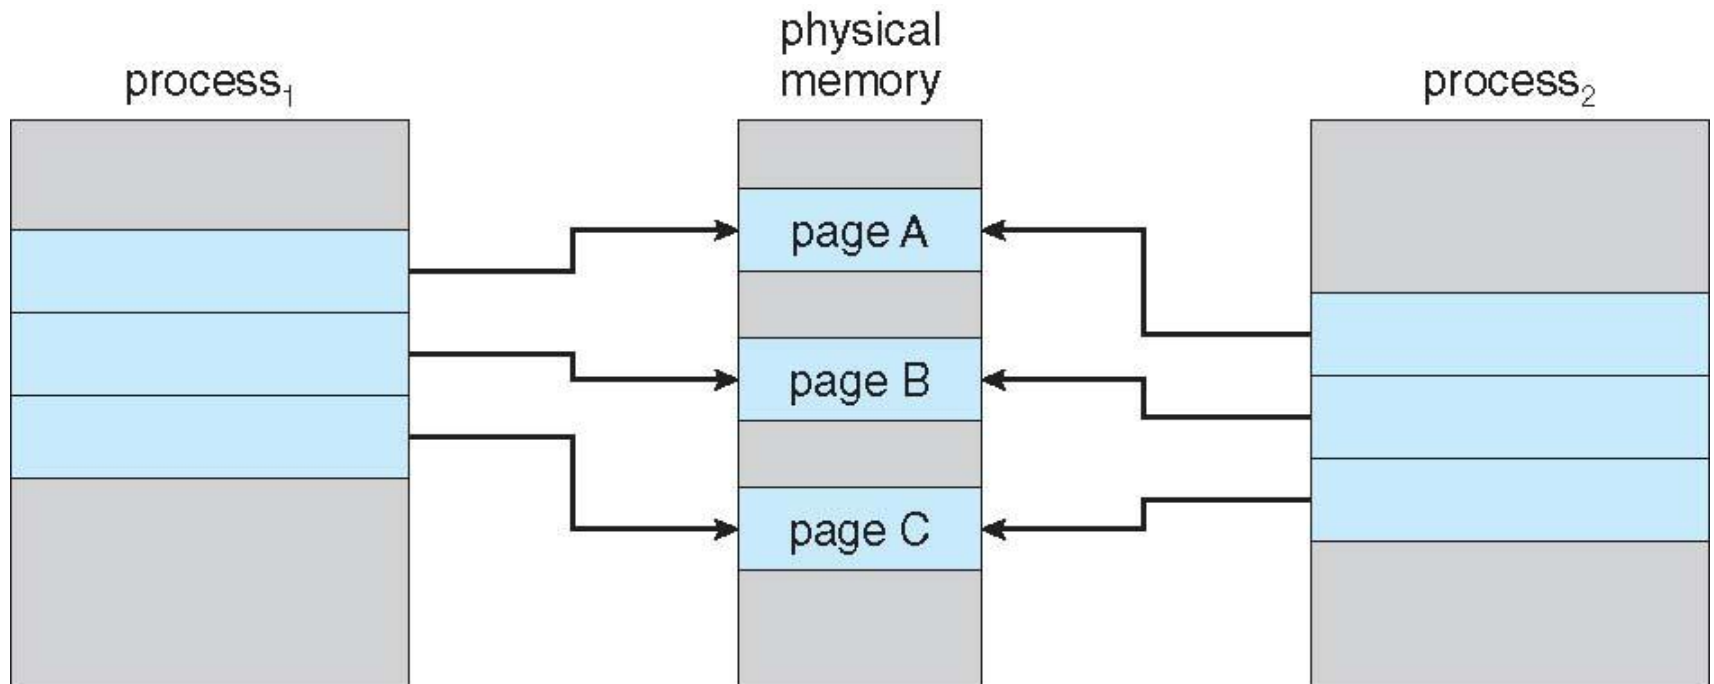 physical
memory
process₁
process₂
page A
page B
page C